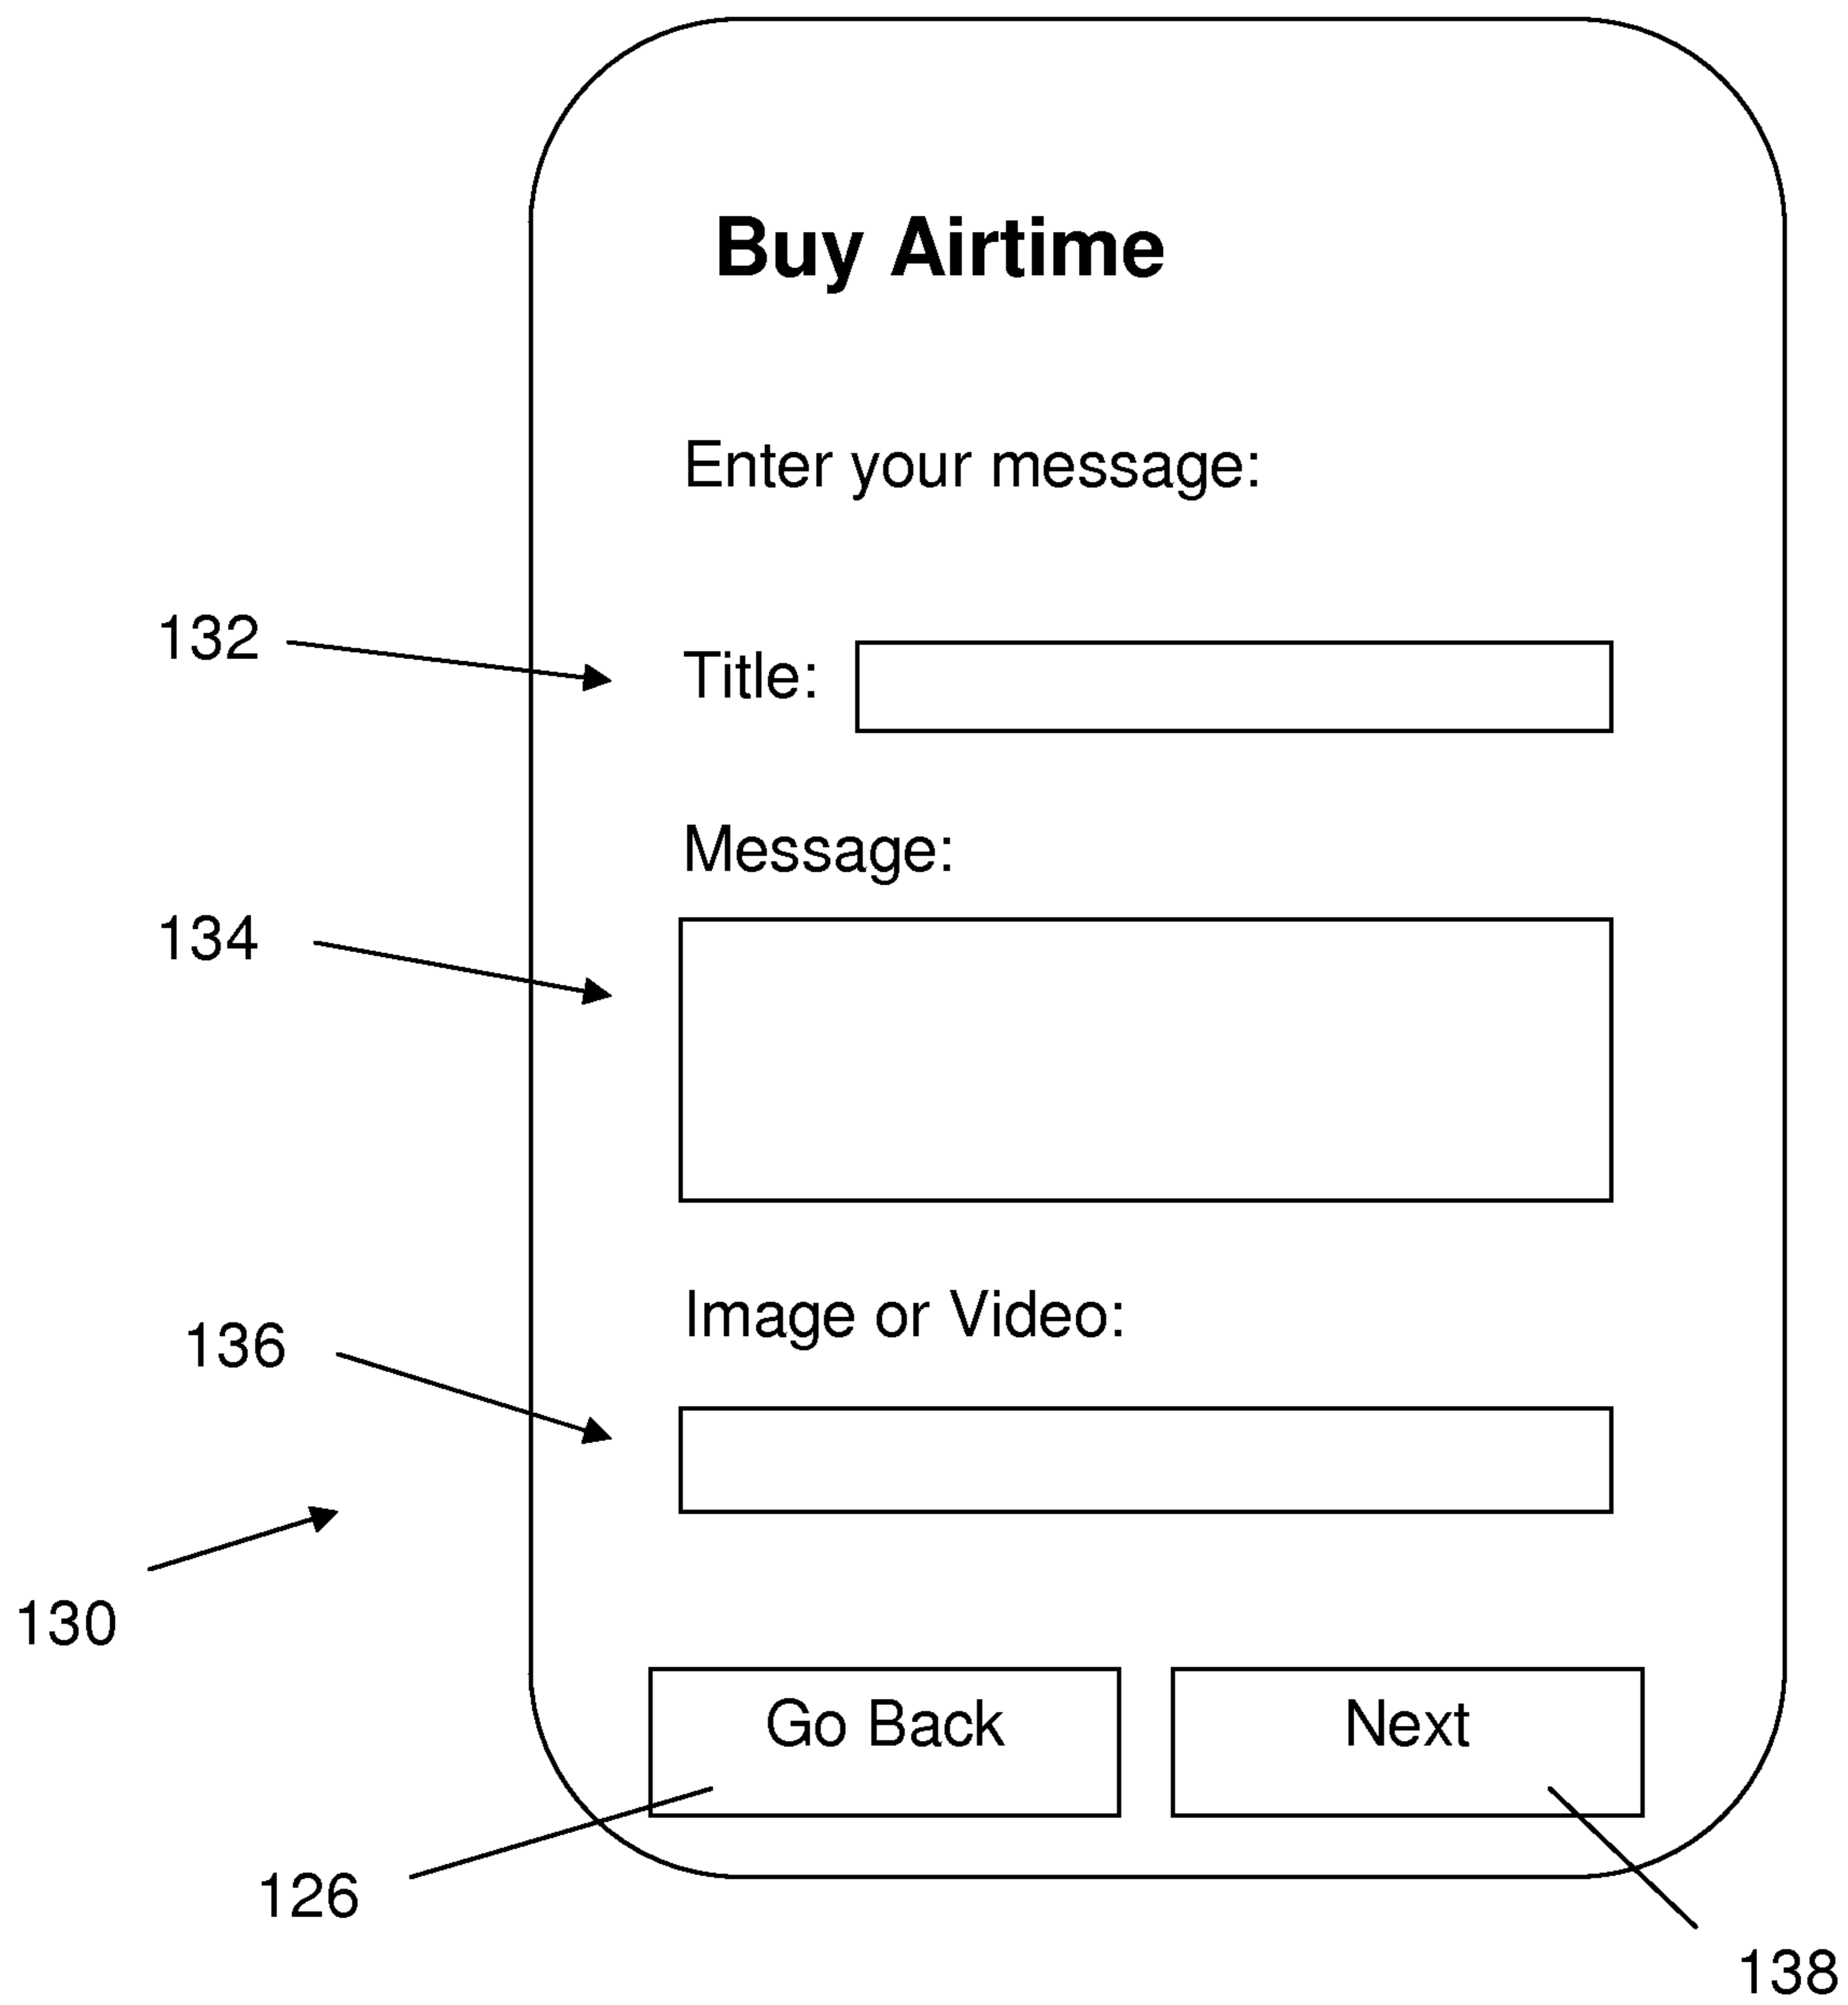 Buy Airtime
Enter your message:
132
Title:
Message:
134
Image or Video:
136
130
Go Back
Next
126
138